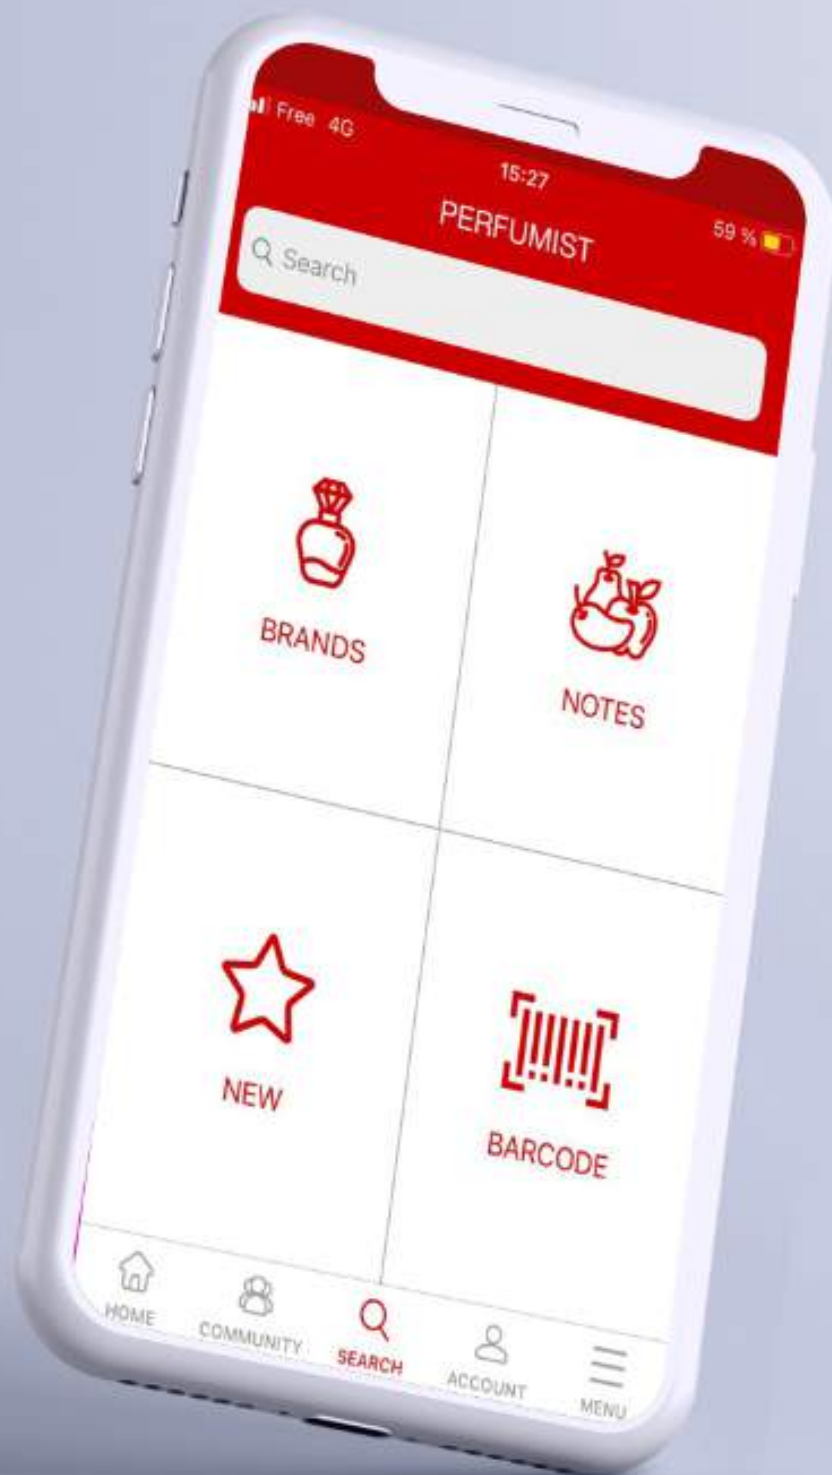 Free 4G
15:27
59 %
PERFUMIST
Search
BRANDS
NOTES
NEW
BARCODE
HOME
COMMUNITY
SEARCH
ACCOUNT
MENU